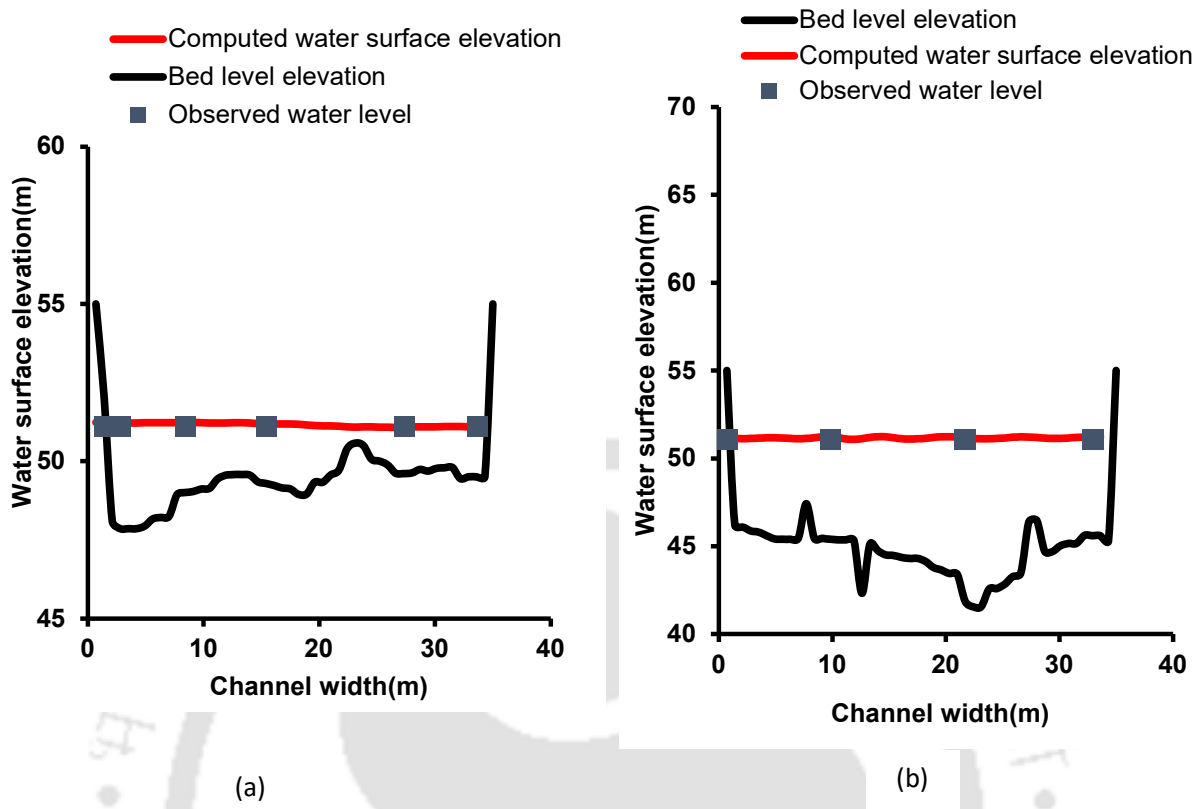 Computed water surface elevation
Bed level elevation
Observed water level
60
55
50
45
0
10
20
30
40
Water surface elevation(m)
Channel width(m)
(a)
Bed level elevation
Computed water surface elevation
Observed water level
70
65
60
55
50
45
40
0
10
20
30
40
Water surface elevation(m)
Channel width(m)
(b)